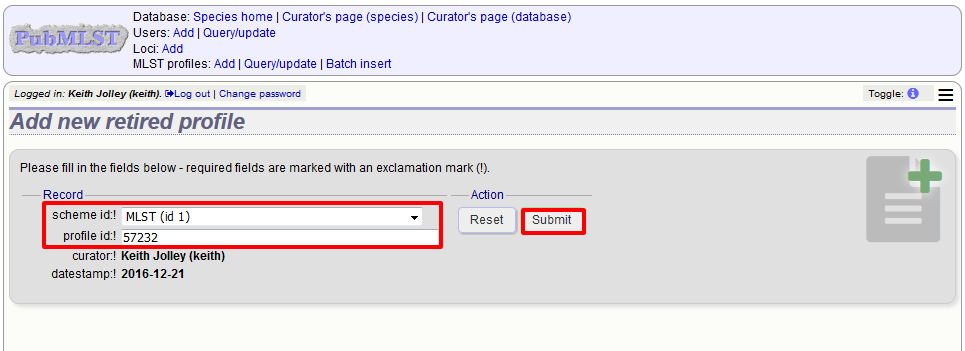 PubMLST
Database: Species home | Curator's page (species) | Curator's page (database)
Users: Add | Query/update
Loci: Add
MLST profiles: Add | Query/update | Batch insert
Logged in: Keith Jolley (keith). Log out | Change password
Toggle: i
Add new retired profile
Please fill in the fields below - required fields are marked with an exclamation mark (!).
Record
scheme id:! MLST (id 1)
profile id:! 57232
curator:! Keith Jolley (keith)
datestamp:! 2016-12-21
Action
Reset Submit